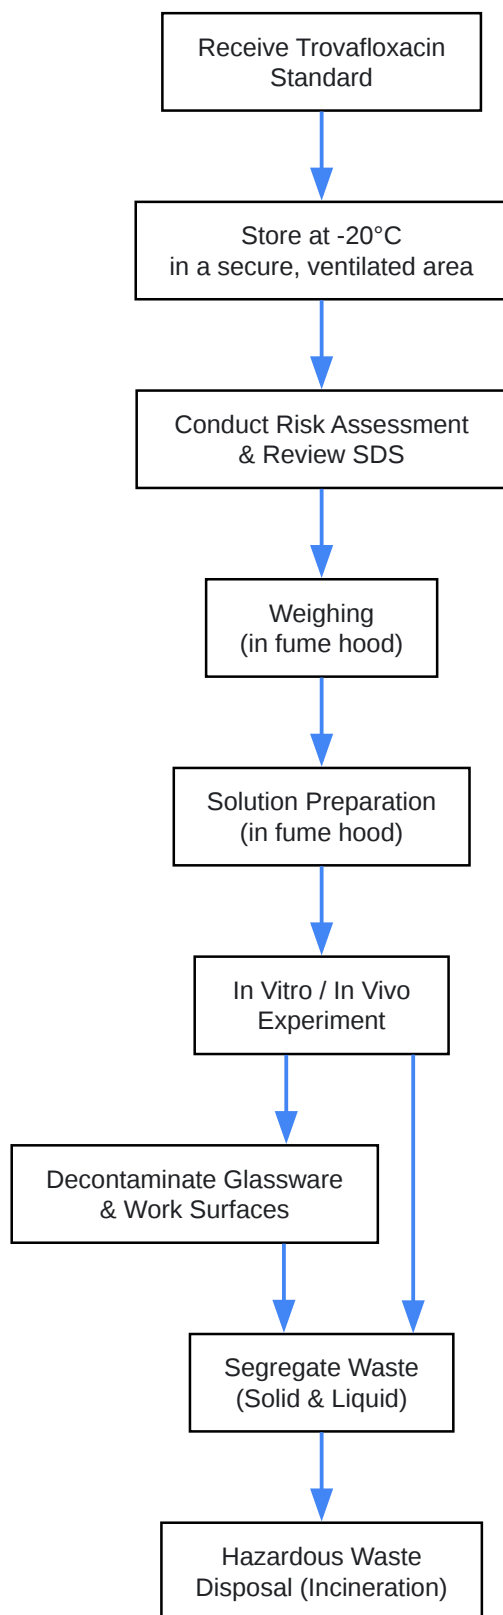 Receive Trovafloxacin
Standard
Store at -20°C
in a secure, ventilated area
Conduct Risk Assessment
& Review SDS
Weighing
(in fume hood)
Solution Preparation
(in fume hood)
In Vitro / In Vivo
Experiment
Decontaminate Glassware
& Work Surfaces
Segregate Waste
(Solid & Liquid)
Hazardous Waste
Disposal (Incineration)